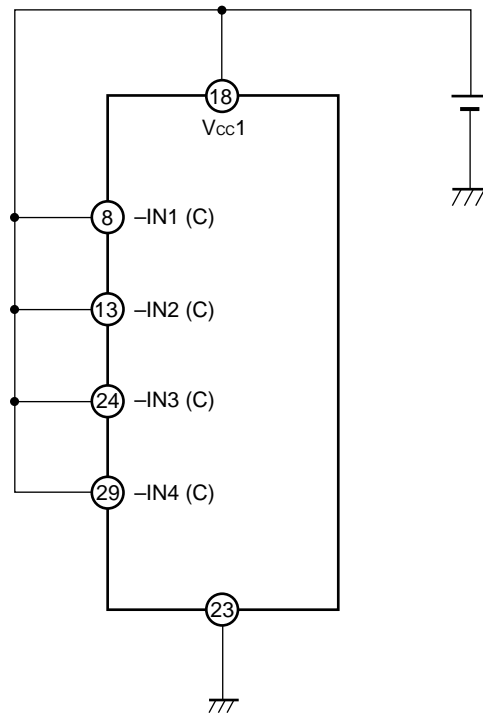 18
Vcc1
8 –IN1 (C)
13 –IN2 (C)
24 –IN3 (C)
29 –IN4 (C)
23